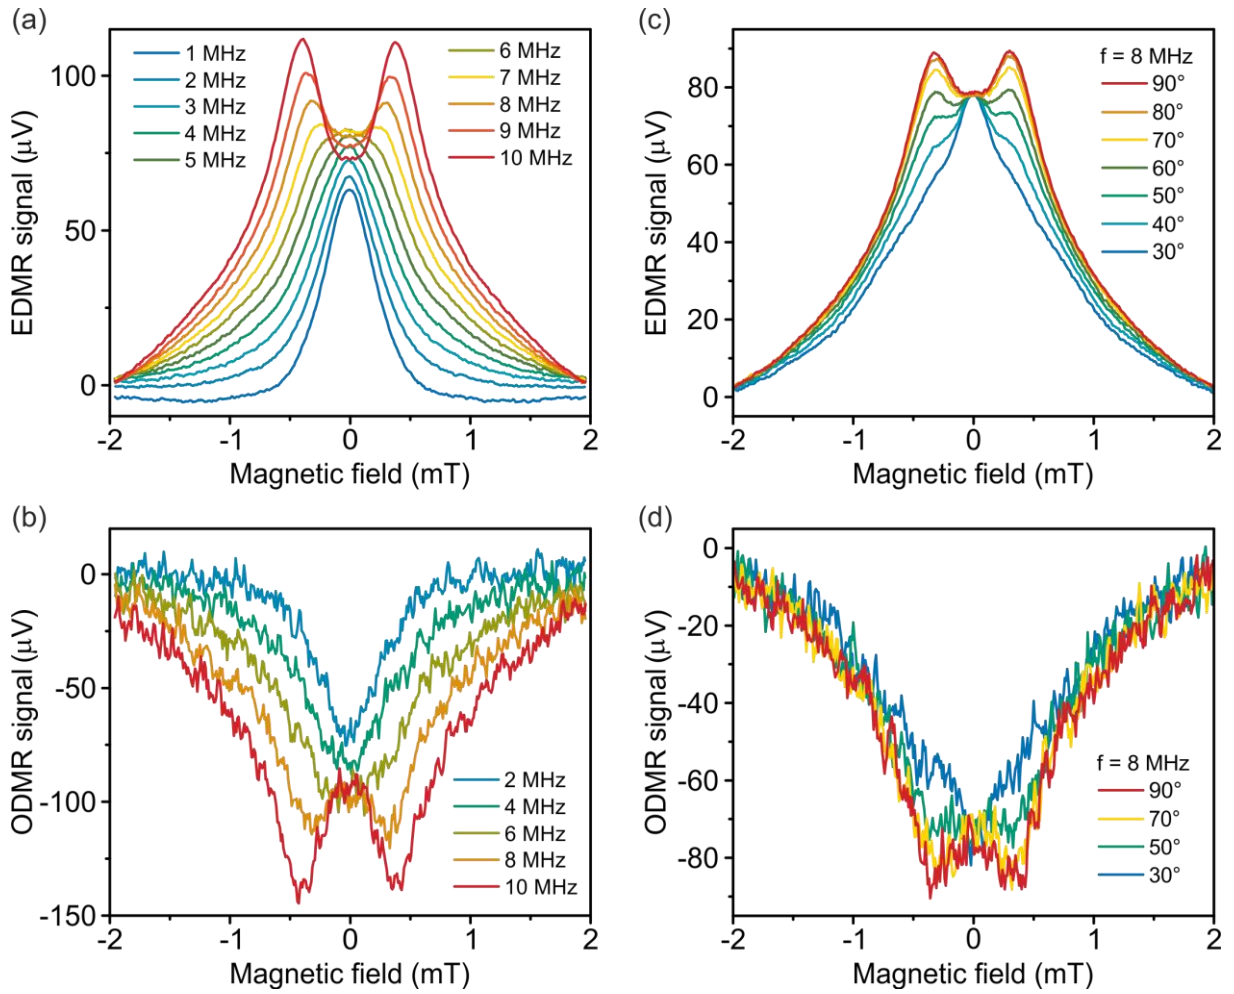 (a)
1 MHz
2 MHz
3 MHz
4 MHz
5 MHz
6 MHz
7 MHz
8 MHz
9 MHz
10 MHz
100
50
0
EDMR signal (µV)
-2
-1
0
1
2
Magnetic field (mT)
(c)
f = 8 MHz
90°
80°
70°
60°
50°
40°
30°
80
60
40
20
0
EDMR signal (µV)
-2
-1
0
1
2
Magnetic field (mT)
(b)
0
-50
-100
-150
ODMR signal (µV)
2 MHz
4 MHz
6 MHz
8 MHz
10 MHz
-2
-1
0
1
2
Magnetic field (mT)
(d)
0
-20
-40
-60
-80
ODMR signal (µV)
f = 8 MHz
90°
70°
50°
30°
-2
-1
0
1
2
Magnetic field (mT)